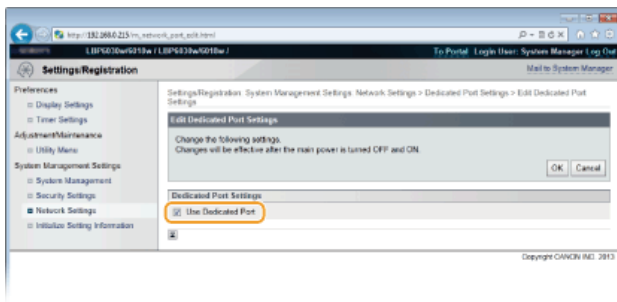 http://192.168.0.215/m_network_port_edit.html
LBP6030w/6018w / LBP6030w/6018w /
To Portal Login User: System Manager Log Out
Settings/Registration
Mail to System Manager
Preferences
Display Settings
Timer Settings
Adjustment/Maintenance
Utility Menu
System Management Settings
System Management
Security Settings
Network Settings
Initialize Setting Information
Settings/Registration: System Management Settings: Network Settings > Dedicated Port Settings > Edit Dedicated Port Settings
Edit Dedicated Port Settings
Change the following settings.
Changes will be effective after the main power is turned OFF and ON.
OK Cancel
Dedicated Port Settings
Use Dedicated Port
Copyright CANON INC. 2013